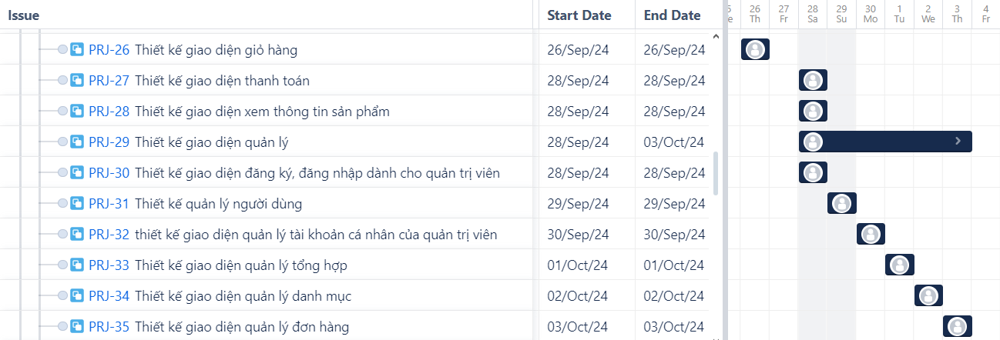 Issue Start Date End Date 26 27 28 29 30 1 2 3 4
Th Fr Sa Su Mo Tu We Th Fr
PRJ-26 Thiết kế giao diện giỏ hàng 26/Sep/24 26/Sep/24
PRJ-27 Thiết kế giao diện thanh toán 28/Sep/24 28/Sep/24
PRJ-28 Thiết kế giao diện xem thông tin sản phẩm 28/Sep/24 28/Sep/24
PRJ-29 Thiết kế giao diện quản lý 28/Sep/24 03/Oct/24
PRJ-30 Thiết kế giao diện đăng ký, đăng nhập dành cho quản trị viên 28/Sep/24 28/Sep/24
PRJ-31 Thiết kế quản lý người dùng 29/Sep/24 29/Sep/24
PRJ-32 thiết kế giao diện quản lý tài khoản cá nhân của quản trị viên 30/Sep/24 30/Sep/24
PRJ-33 Thiết kế giao diện quản lý tổng hợp 01/Oct/24 01/Oct/24
PRJ-34 Thiết kế giao diện quản lý danh mục 02/Oct/24 02/Oct/24
PRJ-35 Thiết kế giao diện quản lý đơn hàng 03/Oct/24 03/Oct/24